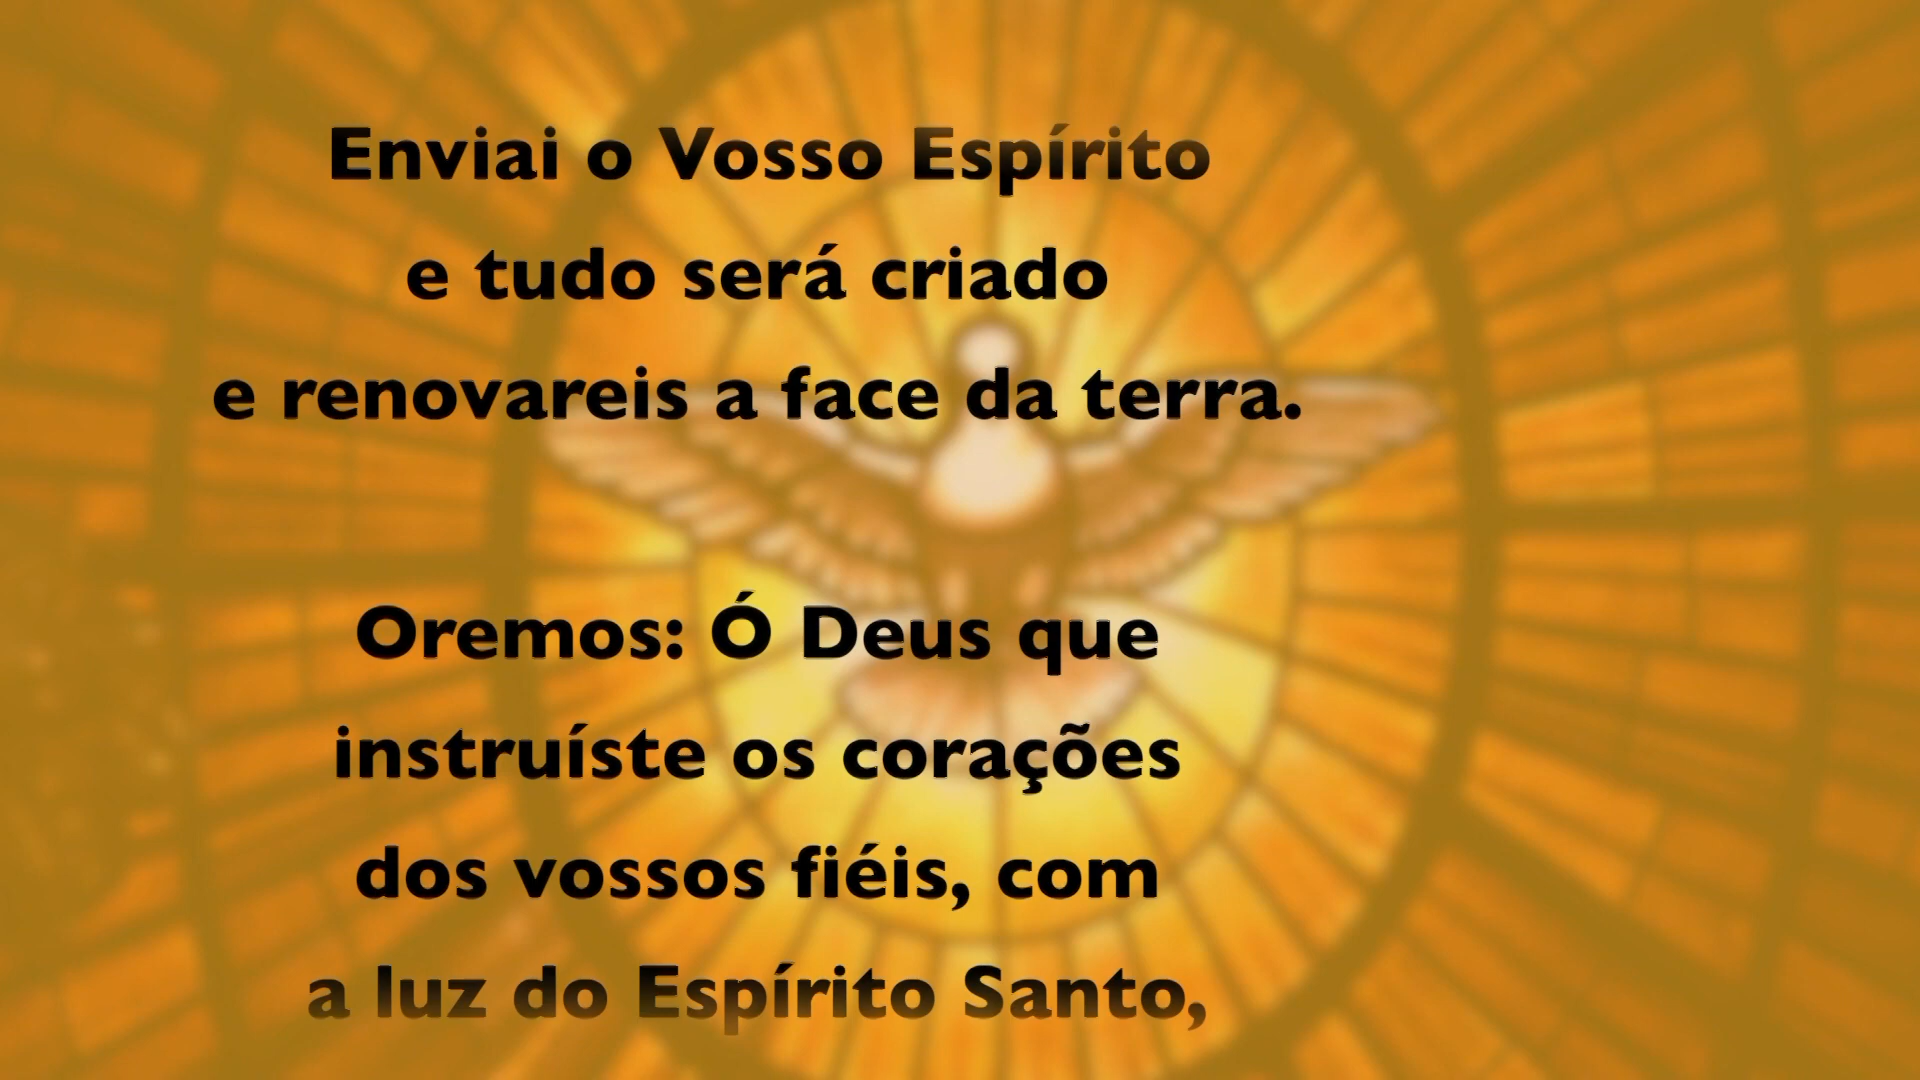 Enviai o Vosso Espírito
e tudo será criado
e renovareis a face da terra.
Oremos: Ó Deus que
instruíste os corações
dos vossos fiéis, com
a luz do Espírito Santo,